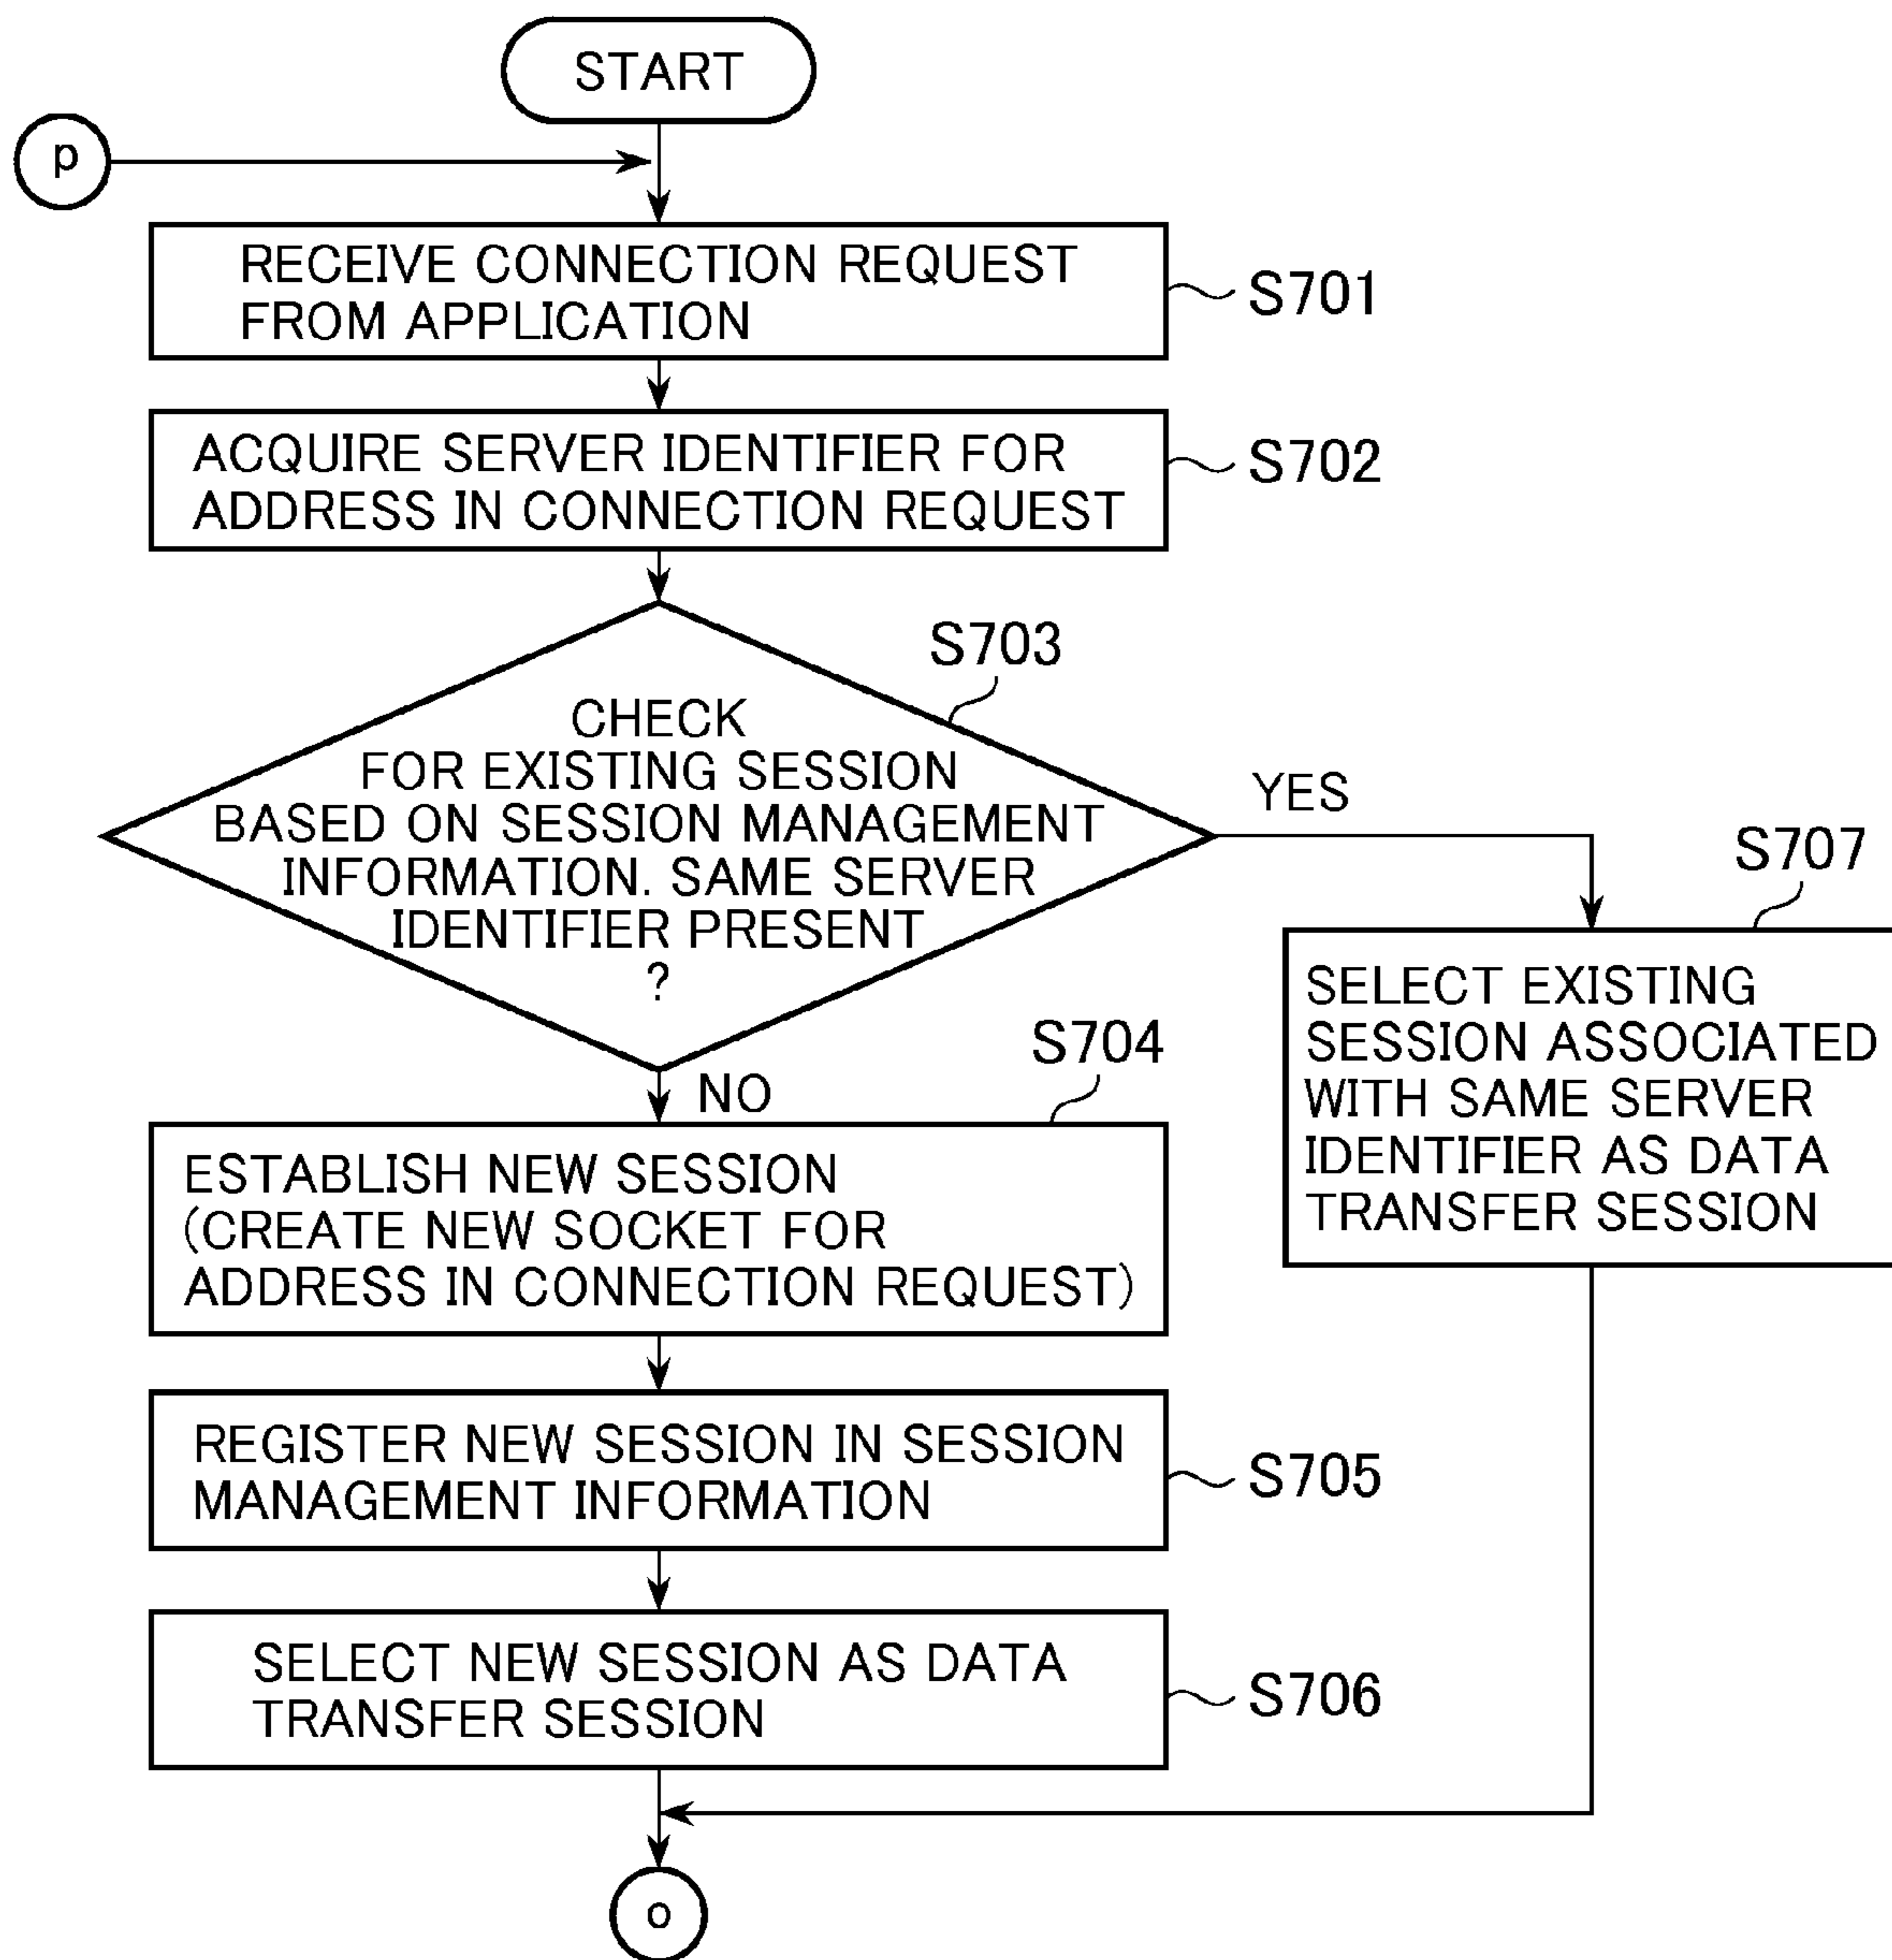 START
p
RECEIVE CONNECTION REQUEST
FROM APPLICATION
S701
ACQUIRE SERVER IDENTIFIER FOR
ADDRESS IN CONNECTION REQUEST
S702
S703
CHECK
FOR EXISTING SESSION
BASED ON SESSION MANAGEMENT
INFORMATION. SAME SERVER
IDENTIFIER PRESENT
?
YES
NO
S704
ESTABLISH NEW SESSION
(CREATE NEW SOCKET FOR
ADDRESS IN CONNECTION REQUEST)
S707
SELECT EXISTING
SESSION ASSOCIATED
WITH SAME SERVER
IDENTIFIER AS DATA
TRANSFER SESSION
REGISTER NEW SESSION IN SESSION
MANAGEMENT INFORMATION
S705
SELECT NEW SESSION AS DATA
TRANSFER SESSION
S706
o